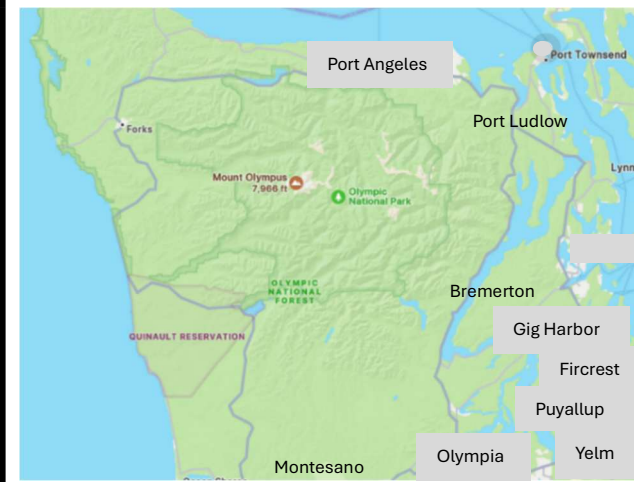 Port Angeles
Port Townsend
Port Ludlow
Forks
Lynn
Mount Olympus
7,966 ft
Olympic
National Park
OLYMPIC
NATIONAL
FOREST
Bremerton
Gig Harbor
QUINAULT RESERVATION
Fircrest
Puyallup
Olympia
Yelm
Montesano